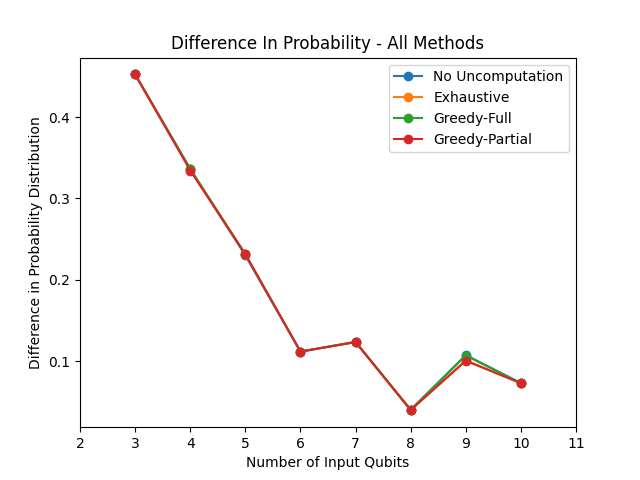 Difference In Probability - All Methods
No Uncomputation
Exhaustive
Greedy-Full
Greedy-Partial
Difference in Probability Distribution
0.4
0.3
0.2
0.1
2 3 4 5 6 7 8 9 10 11
Number of Input Qubits